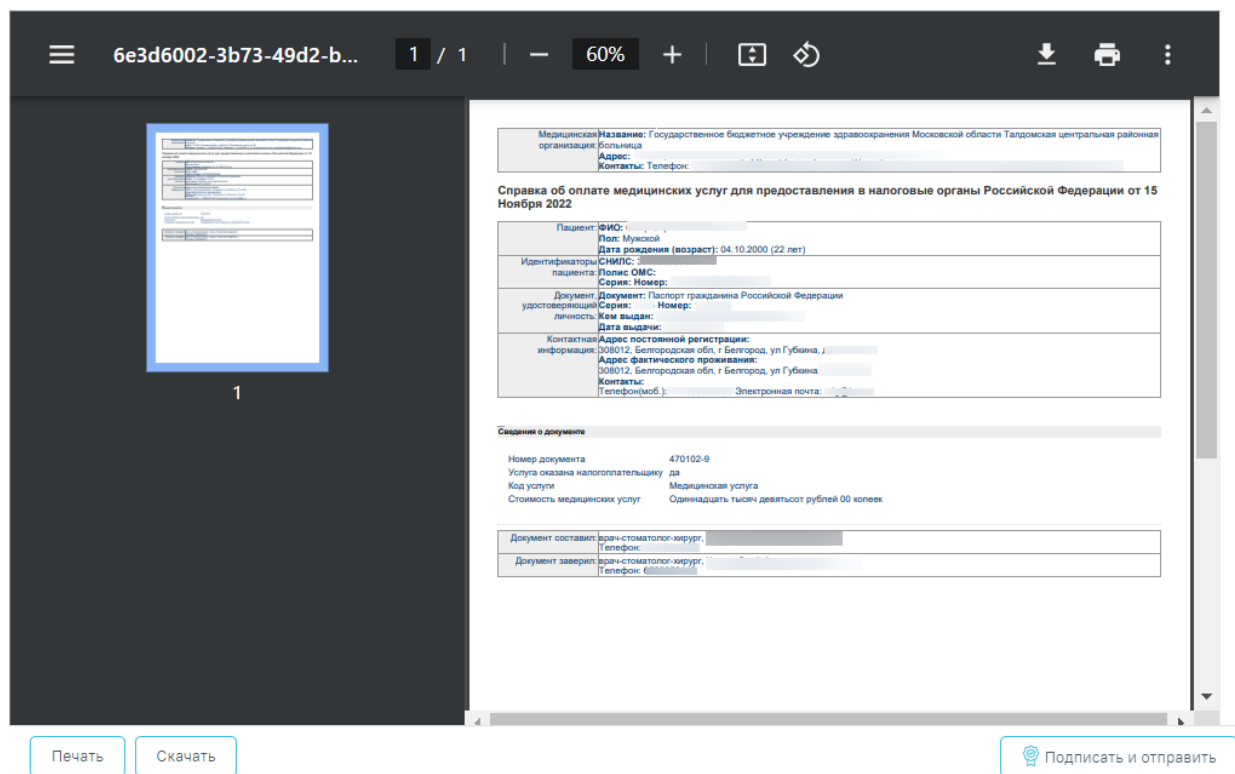 6e3d6002-3b73-49d2-b... 1 / 1 60%
1
Медицинская организация: Название: Государственное бюджетное учреждение здравоохранения Московской области Талдомская центральная районная больница
Адрес:
Контакты: Телефон:
Справка об оплате медицинских услуг для предоставления в налоговые органы Российской Федерации от 15
Ноября 2022
Пациент: ФИО:
Пол: Мужской
Дата рождения (возраст): 04.10.2000 (22 лет)
Идентификаторы пациента: СНИЛС:
Полис ОМС:
Серия: Номер:
Документ, удостоверяющий личность: Документ: Паспорт гражданина Российской Федерации
Серия: Номер:
Кем выдан:
Дата выдачи:
Контактная информация: Адрес постоянной регистрации:
308012, Белгородская обл, г Белгород, ул Губкина,
Адрес фактического проживания:
308012, Белгородская обл, г Белгород, ул Губкина
Контакты:
Телефон(моб.): Электронная почта:
Сведения о документе
Номер документа 470102-9
Услуга оказана налогоплательщику да
Код услуги Медицинская услуга
Стоимость медицинских услуг Одиннадцать тысяч девятьсот рублей 00 копеек
Документ составил: врач-стоматолог-хирург,
Телефон:
Документ заверил: врач-стоматолог-хирург,
Телефон:
Печать Скачать Подписать и отправить